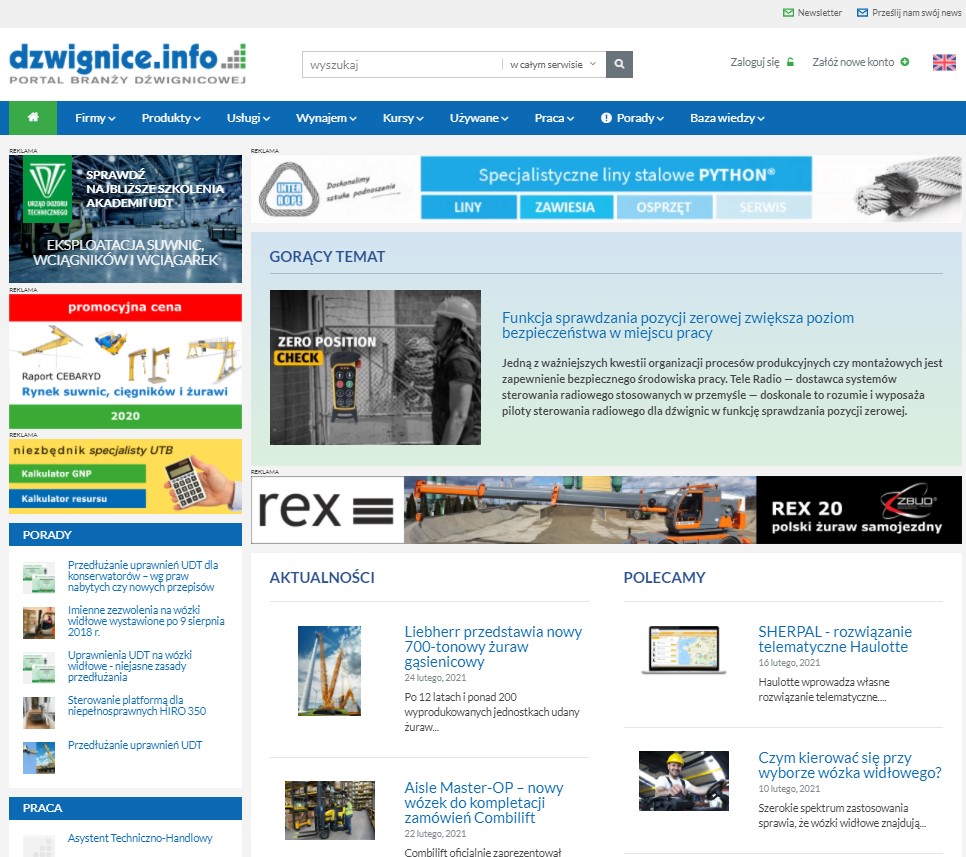 Newsletter
Prześlij nam swój news
dzwignice.info
PORTAL BRANŻY DŹWIGNICOWEJ
wyszukaj
w całym serwisie
Zaloguj się
Załóż nowe konto
Firmy
Produkty
Usługi
Wynajem
Kursy
Używane
Praca
Porady
Baza wiedzy
REKLAMA
URZĄD DOZORU
TECHNICZNEGO
SPRAWDŹ
NAJBLIŻSZE SZKOLENIA
AKADEMII UDT
EKSPLOATACJA SUWNIC,
WCIĄGNIKÓW I WCIĄGAREK
REKLAMA
promocyjna cena
Raport CEBARYD
Rynek suwnic, cięgników i żurawi
2020
REKLAMA
niezbędnik specjalisty UTB
Kalkulator GNP
Kalkulator resursu
PORADY
Przedłużanie uprawnień UDT dla
konserwatorów – wg praw
nabytych czy nowych przepisów
Imienne zezwolenia na wózki
widłowe wystawione po 9 sierpnia
2018 r.
Uprawnienia UDT na wózki
widłowe - niejasne zasady
przedłużania
Sterowanie platformą dla
niepełnosprawnych HIRO 350
Przedłużanie uprawnień UDT
PRACA
Asystent Techniczno-Handlowy
REKLAMA
INTER
ROPE
Doskonalimy
sztukę podnoszenia
Specjalistyczne liny stalowe PYTHON®
LINY
ZAWIESIA
OSPRZĘT
SERWIS
GORĄCY TEMAT
ZERO POSITION
CHECK
Funkcja sprawdzania pozycji zerowej zwiększa poziom
bezpieczeństwa w miejscu pracy
Jedną z ważniejszych kwestii organizacji procesów produkcyjnych czy montażowych jest
zapewnienie bezpiecznego środowiska pracy. Tele Radio — dostawca systemów
sterowania radiowego stosowanych w przemyśle — doskonale to rozumie i wyposaża
piloty sterowania radiowego dla dźwignic w funkcję sprawdzania pozycji zerowej.
REKLAMA
rex
REX 20
ZBUD®
polski żuraw samojezdny
AKTUALNOŚCI
Liebherr przedstawia nowy
700-tonowy żuraw
gąsienicowy
24 lutego, 2021
Po 12 latach i ponad 200
wyprodukowanych jednostkach udany
żuraw...
Aisle Master-OP – nowy
wózek do kompletacji
zamówień Combilift
22 lutego, 2021
Combilift oficjalnie zaprezentował
POLECAMY
SHERPAL - rozwiązanie
telematyczne Haulotte
16 lutego, 2021
Haulotte wprowadza własne
rozwiązanie telematyczne....
Czym kierować się przy
wyborze wózka widłowego?
10 lutego, 2021
Szerokie spektrum zastosowania
sprawia, że wózki widłowe znajdują...